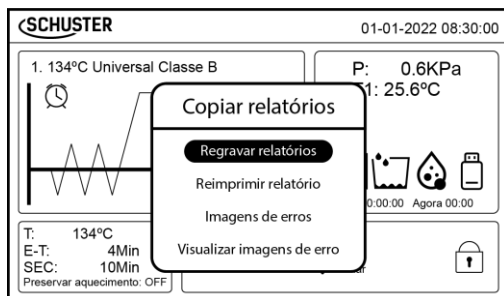 SCHUSTER
01-01-2022 08:30:00
1. 134ºC Universal Classe B
P: 0.6KPa
1: 25.6ºC
Copiar relatórios
Regravar relatórios
Reimprimir relatório
Imagens de erros
Visualizar imagens de erro
0:00:00 Agora 00:00
T: 134ºC
E-T: 4Min
SEC: 10Min
Preservar aquecimento: OFF